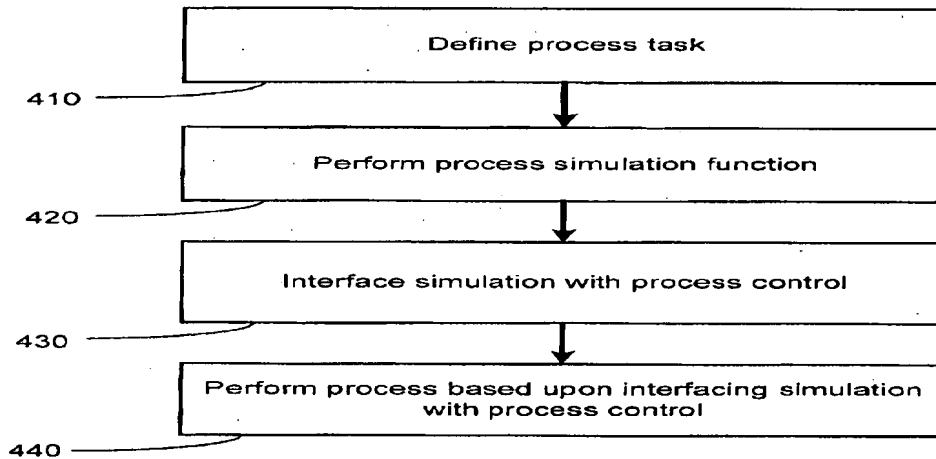 Define process task
410
Perform process simulation function
420
Interface simulation with process control
430
Perform process based upon interfacing simulation
with process control
440